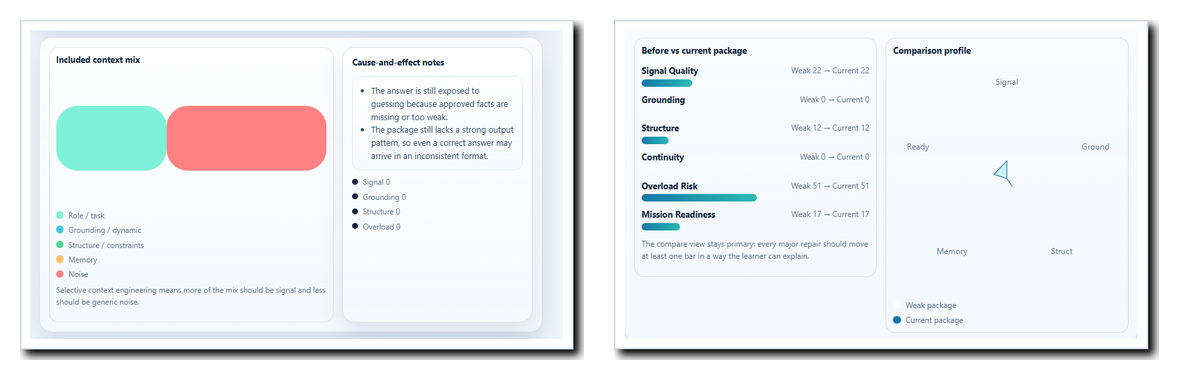 Included context mix
Role / task
Grounding / dynamic
Structure / constraints
Memory
Noise
Selective context engineering means more of the mix should be signal and less
should be generic noise.
Cause-and-effect notes
The answer is still exposed to
guessing because approved facts are
missing or too weak.
The package still lacks a strong output
pattern, so even a correct answer may
arrive in an inconsistent format.
Signal 0
Grounding 0
Structure 0
Overload 0
Before vs current package
Signal Quality Weak 22 → Current 22
Grounding Weak 0 → Current 0
Structure Weak 12 → Current 12
Continuity Weak 0 → Current 0
Overload Risk Weak 51 → Current 51
Mission Readiness Weak 17 → Current 17
The compare view stays primary: every major repair should move
at least one bar in a way the learner can explain.
Comparison profile
Signal
Ready Ground
Memory Struct
Weak package
Current package